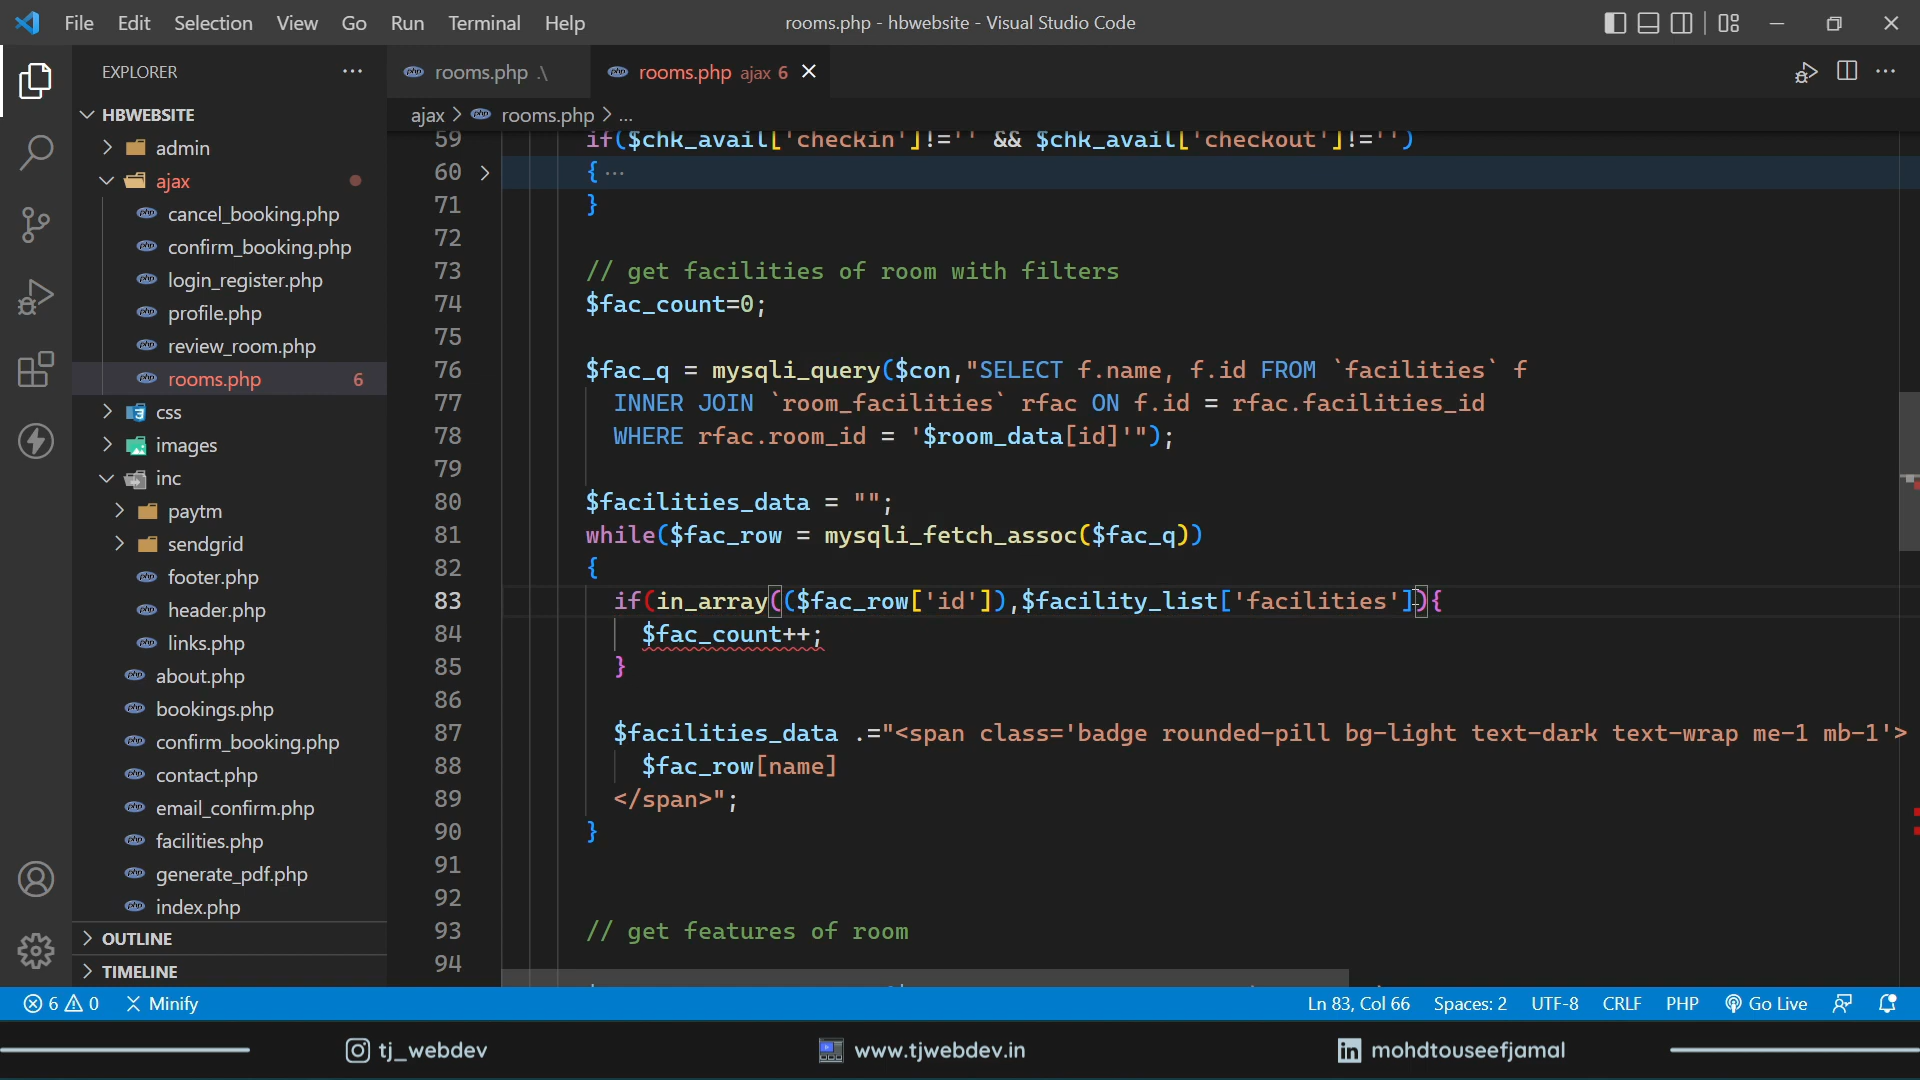 File Edit Selection View Go Run Terminal Help
rooms.php - hbwebsite - Visual Studio Code
EXPLORER
HBWEBSITE
admin
ajax
cancel_booking.php
confirm_booking.php
login_register.php
profile.php
review_room.php
rooms.php 6
css
images
inc
paytm
sendgrid
footer.php
header.php
links.php
about.php
bookings.php
confirm_booking.php
contact.php
email_confirm.php
facilities.php
generate_pdf.php
index.php
OUTLINE
TIMELINE
rooms.php .\
rooms.php ajax 6
ajax > rooms.php > ...
59 if($chk_avail['checkin']!='' && $chk_avail['checkout']!='')
60 { ...
71 }
72
73 // get facilities of room with filters
74 $fac_count=0;
75
76 $fac_q = mysqli_query($con,"SELECT f.name, f.id FROM `facilities` f
77 INNER JOIN `room_facilities` rfac ON f.id = rfac.facilities_id
78 WHERE rfac.room_id = '$room_data[id]'");
79
80 $facilities_data = "";
81 while($fac_row = mysqli_fetch_assoc($fac_q))
82 {
83 if(in_array(($fac_row['id']),$facility_list['facilities']){
84 $fac_count++;
85 }
86
87 $facilities_data .="<span class='badge rounded-pill bg-light text-dark text-wrap me-1 mb-1'>
88 $fac_row[name]
89 </span>";
90 }
91
92
93 // get features of room
94
6 0 Minify
Ln 83, Col 66 Spaces: 2 UTF-8 CRLF PHP Go Live
tj_webdev www.tjwebdev.in mohdtouseefjamal